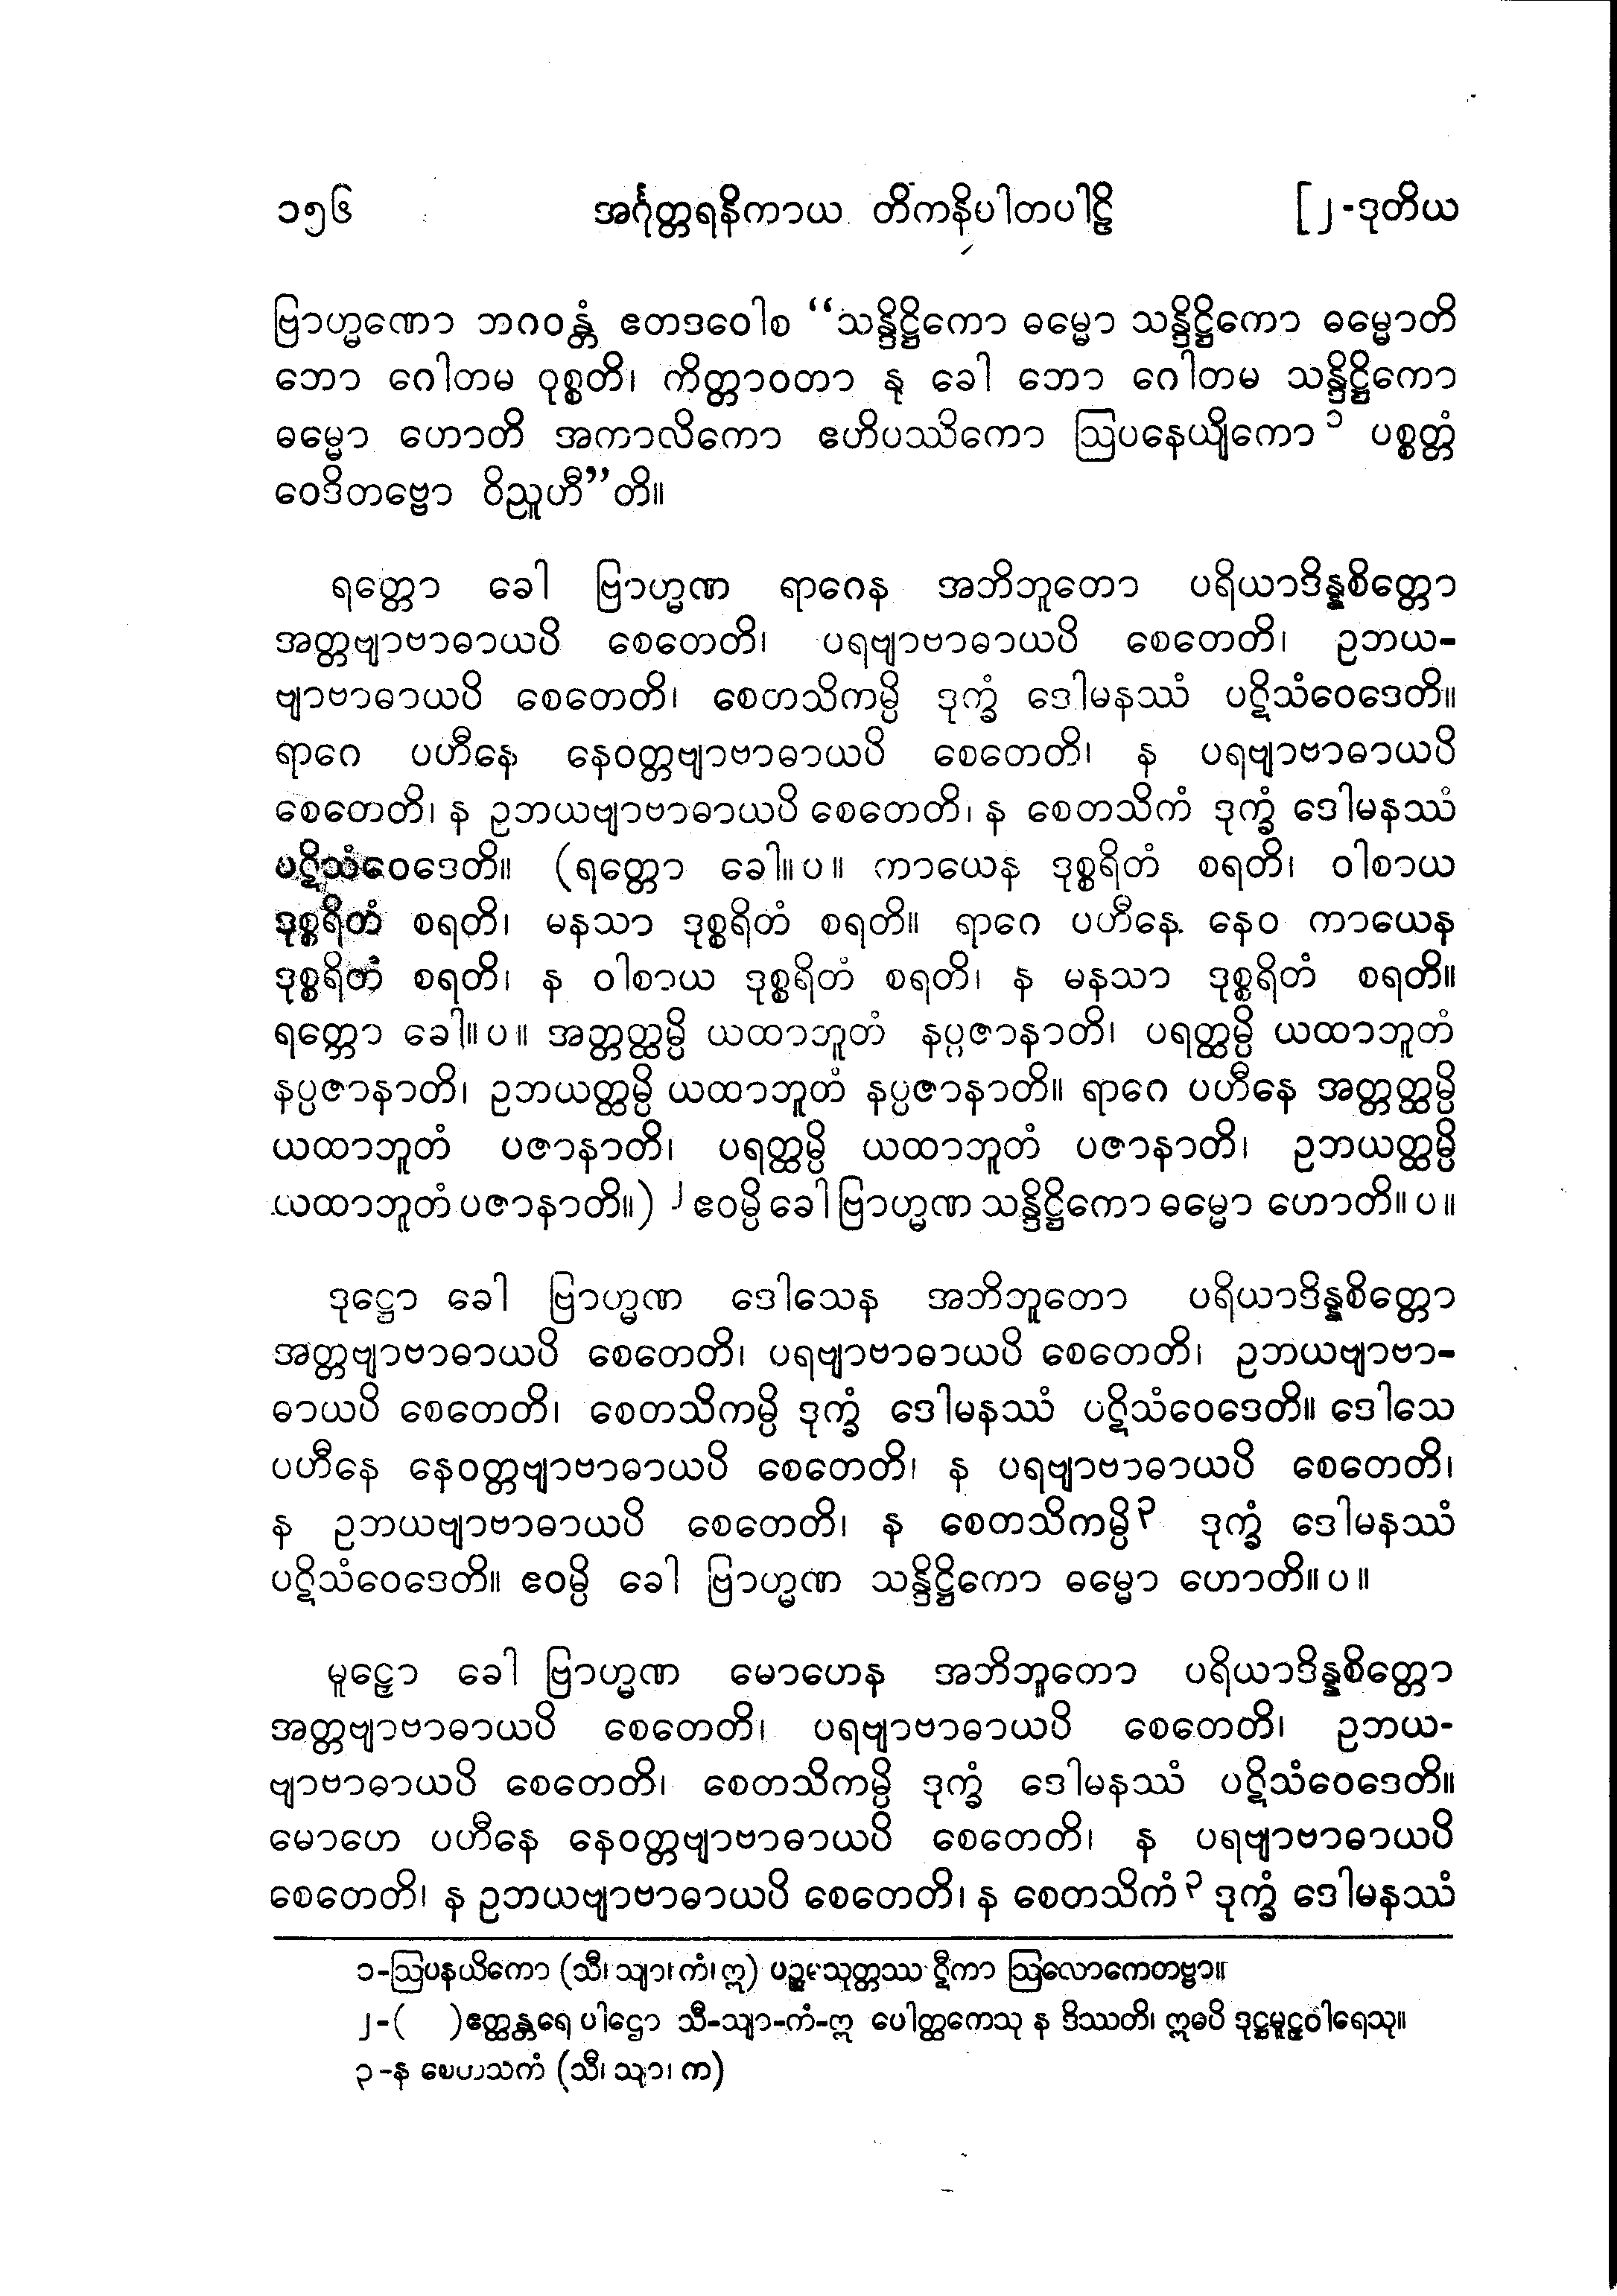 ၁၅၆ အင်္ဂုတ္တရနိကာယ တိကနိပါတပါဠိ [၂-ဒုတိယ
ဗြာဟ္မဏော ဘဂဝန္တံ ဧတဒဝေါစ “သန္ဒိဋ္ဌိကော ဓမ္မော သန္ဒိဋ္ဌိကော ဓမ္မောတိ
ဘော ဂေါတမ ဝုစ္စတိ၊ ကိတ္တာဝတာ နု ခေါ ဘော ဂေါတမ သန္ဒိဋ္ဌိကော
ဓမ္မော ဟောတိ အကာလိကော ဧဟိပဿိကော ဩပနေယျိကော ၁ ပစ္စတ္တံ
ဝေဒိတဗ္ဗော ဝိညူဟီ”တိ။
ရတ္တော ခေါ ဗြာဟ္မဏ ရာဂေန အဘိဘူတော ပရိယာဒိန္နစိတ္တော
အတ္တဗျာဗာဓာယပိ စေတေတိ၊ ပရဗျာဗာဓာယပိ စေတေတိ၊ ဥဘယ-
ဗျာဗာဓာယပိ စေတေတိ၊ စေတသိကမ္ပိ ဒုက္ခံ ဒေါမနဿံ ပဋိသံဝေဒေတိ။
ရာဂေ ပဟီနေ နေဝတ္တဗျာဗာဓာယပိ စေတေတိ၊ န ပရဗျာဗာဓာယပိ
စေတေတိ၊ န ဥဘယဗျာဗာဓာယပိ စေတေတိ၊ န စေတသိကံ ဒုက္ခံ ဒေါမနဿံ
ပဋိသံဝေဒေတိ။ (ရတ္တော ခေါ။ပ။ ကာယေန ဒုစ္စရိတံ စရတိ၊ ဝါစာယ
ဒုစ္စရိတံ စရတိ၊ မနသာ ဒုစ္စရိတံ စရတိ။ ရာဂေ ပဟီနေ နေဝ ကာယေန
ဒုစ္စရိတံ စရတိ၊ န ဝါစာယ ဒုစ္စရိတံ စရတိ၊ န မနသာ ဒုစ္စရိတံ စရတိ။
ရတ္တော ခေါ။ပ။ အတ္တတ္ထမ္ပိ ယထာဘူတံ နပ္ပဇာနာတိ၊ ပရတ္ထမ္ပိ ယထာဘူတံ
နပ္ပဇာနာတိ၊ ဥဘယတ္ထမ္ပိ ယထာဘူတံ နပ္ပဇာနာတိ။ ရာဂေ ပဟီနေ အတ္တတ္ထမ္ပိ
ယထာဘူတံ ပဇာနာတိ၊ ပရတ္ထမ္ပိ ယထာဘူတံ ပဇာနာတိ၊ ဥဘယတ္ထမ္ပိ
ယထာဘူတံ ပဇာနာတိ။) ၂ ဧဝမ္ပိ ခေါ ဗြာဟ္မဏ သန္ဒိဋ္ဌိကော ဓမ္မော ဟောတိ။ပ။
ဒုဋ္ဌော ခေါ ဗြာဟ္မဏ ဒေါသေန အဘိဘူတော ပရိယာဒိန္နစိတ္တော
အတ္တဗျာဗာဓာယပိ စေတေတိ၊ ပရဗျာဗာဓာယပိ စေတေတိ၊ ဥဘယဗျာဗာ-
ဓာယပိ စေတေတိ၊ စေတသိကမ္ပိ ဒုက္ခံ ဒေါမနဿံ ပဋိသံဝေဒေတိ။ ဒေါသေ
ပဟီနေ နေဝတ္တဗျာဗာဓာယပိ စေတေတိ၊ န ပရဗျာဗာဓာယပိ စေတေတိ၊
န ဥဘယဗျာဗာဓာယပိ စေတေတိ၊ န စေတသိကမ္ပိ ၃ ဒုက္ခံ ဒေါမနဿံ
ပဋိသံဝေဒေတိ။ ဧဝမ္ပိ ခေါ ဗြာဟ္မဏ သန္ဒိဋ္ဌိကော ဓမ္မော ဟောတိ။ပ။
မူဠှော ခေါ ဗြာဟ္မဏ မောဟေန အဘိဘူတော ပရိယာဒိန္နစိတ္တော
အတ္တဗျာဗာဓာယပိ စေတေတိ၊ ပရဗျာဗာဓာယပိ စေတေတိ၊ ဥဘယ-
ဗျာဗာဓာယပိ စေတေတိ၊ စေတသိကမ္ပိ ဒုက္ခံ ဒေါမနဿံ ပဋိသံဝေဒေတိ။
မောဟေ ပဟီနေ နေဝတ္တဗျာဗာဓာယပိ စေတေတိ၊ န ပရဗျာဗာဓာယပိ
စေတေတိ၊ န ဥဘယဗျာဗာဓာယပိ စေတေတိ၊ န စေတသိကံ ၃ ဒုက္ခံ ဒေါမနဿံ
၁-ဩပနယိကော (သီ၊ သျာ၊ ကံ၊ ဣ) ဋီကာ ဩလောကေတဗ္ဗာ။
၂-( )ဧတ္ထန္တရေ ပါဌော သီ-သျာ-ကံ-ဣ ပေါတ္ထကေသု န ဒိဿတိ၊ ဣဓပိ ဒုဋ္ဌမူဠှဝါရေသု။
၃-န စေတသိကံ (သီ၊ သျာ၊ က)